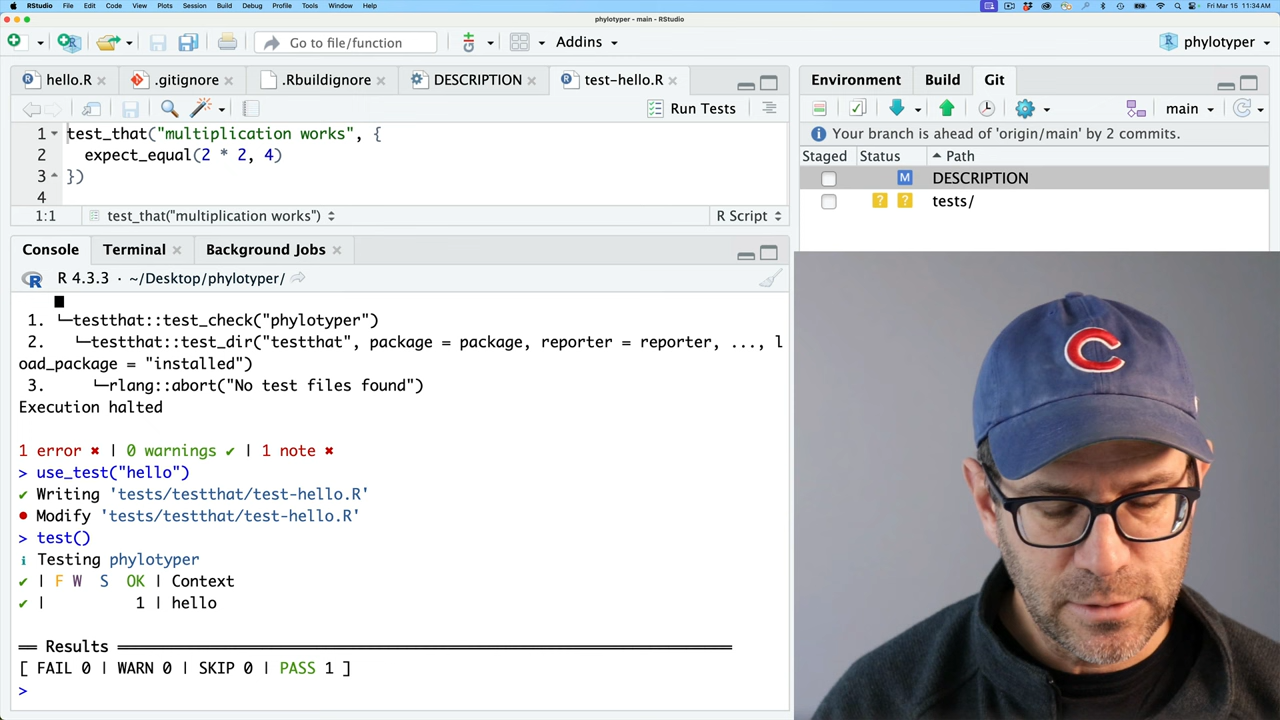 RStudio File Edit Code View Plots Session Build Debug Profile Tools Window Help Fri Mar 15 11:34 AM
phylotyper - main - RStudio
Go to file/function Addins phylotyper
hello.R .gitignore .Rbuildignore DESCRIPTION test-hello.R
Run Tests
1 test_that("multiplication works", {
2 expect_equal(2 * 2, 4)
3 })
4
1:1 test_that("multiplication works") R Script
Console Terminal Background Jobs
R 4.3.3 · ~/Desktop/phylotyper/
1. └─testthat::test_check("phylotyper")
2. └─testthat::test_dir("testthat", package = package, reporter = reporter, ..., l
oad_package = "installed")
3. └─rlang::abort("No test files found")
Execution halted
1 error ✖ | 0 warnings ✔ | 1 note ✖
> use_test("hello")
✔ Writing 'tests/testthat/test-hello.R'
● Modify 'tests/testthat/test-hello.R'
> test()
ℹ Testing phylotyper
✔ | F W S OK | Context
✔ | 1 | hello
══ Results ══════════════════════════════
[ FAIL 0 | WARN 0 | SKIP 0 | PASS 1 ]
>
Environment Build Git
main
Your branch is ahead of 'origin/main' by 2 commits.
Staged Status Path
M DESCRIPTION
? ? tests/
C